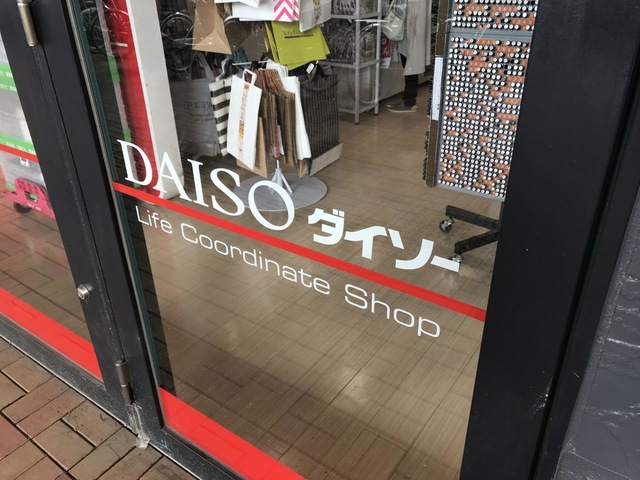 DAISO ダイソー
Life Coordinate Shop